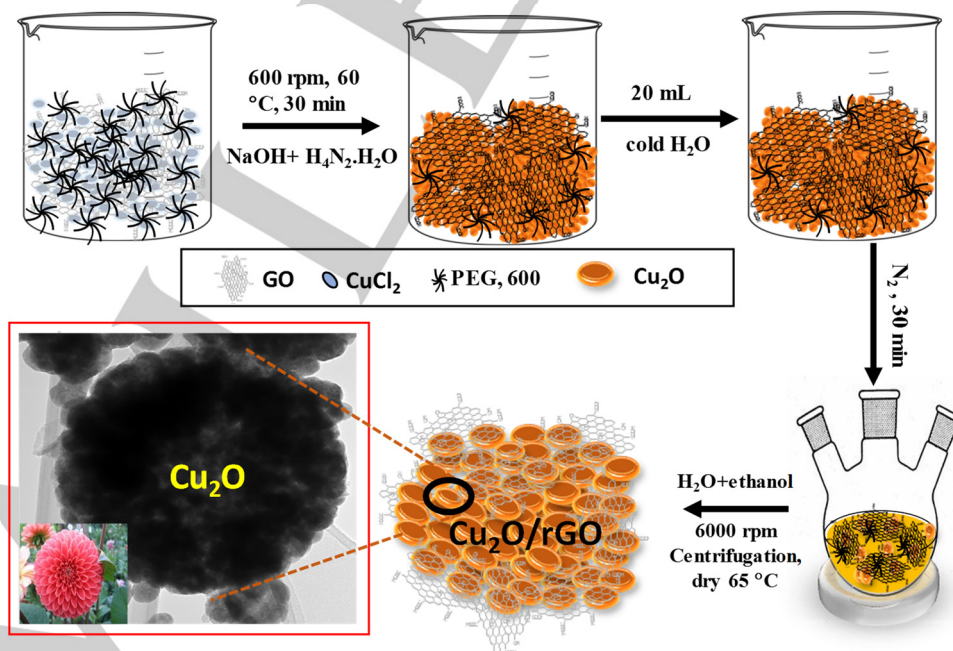 600 rpm, 60
°C, 30 min
NaOH+ H₄N₂.H₂O
20 mL
cold H₂O
GO
CuCl₂
PEG, 600
Cu₂O
N₂ , 30 min
Cu₂O
Cu₂O/rGO
H₂O+ethanol
6000 rpm
Centrifugation,
dry 65 °C